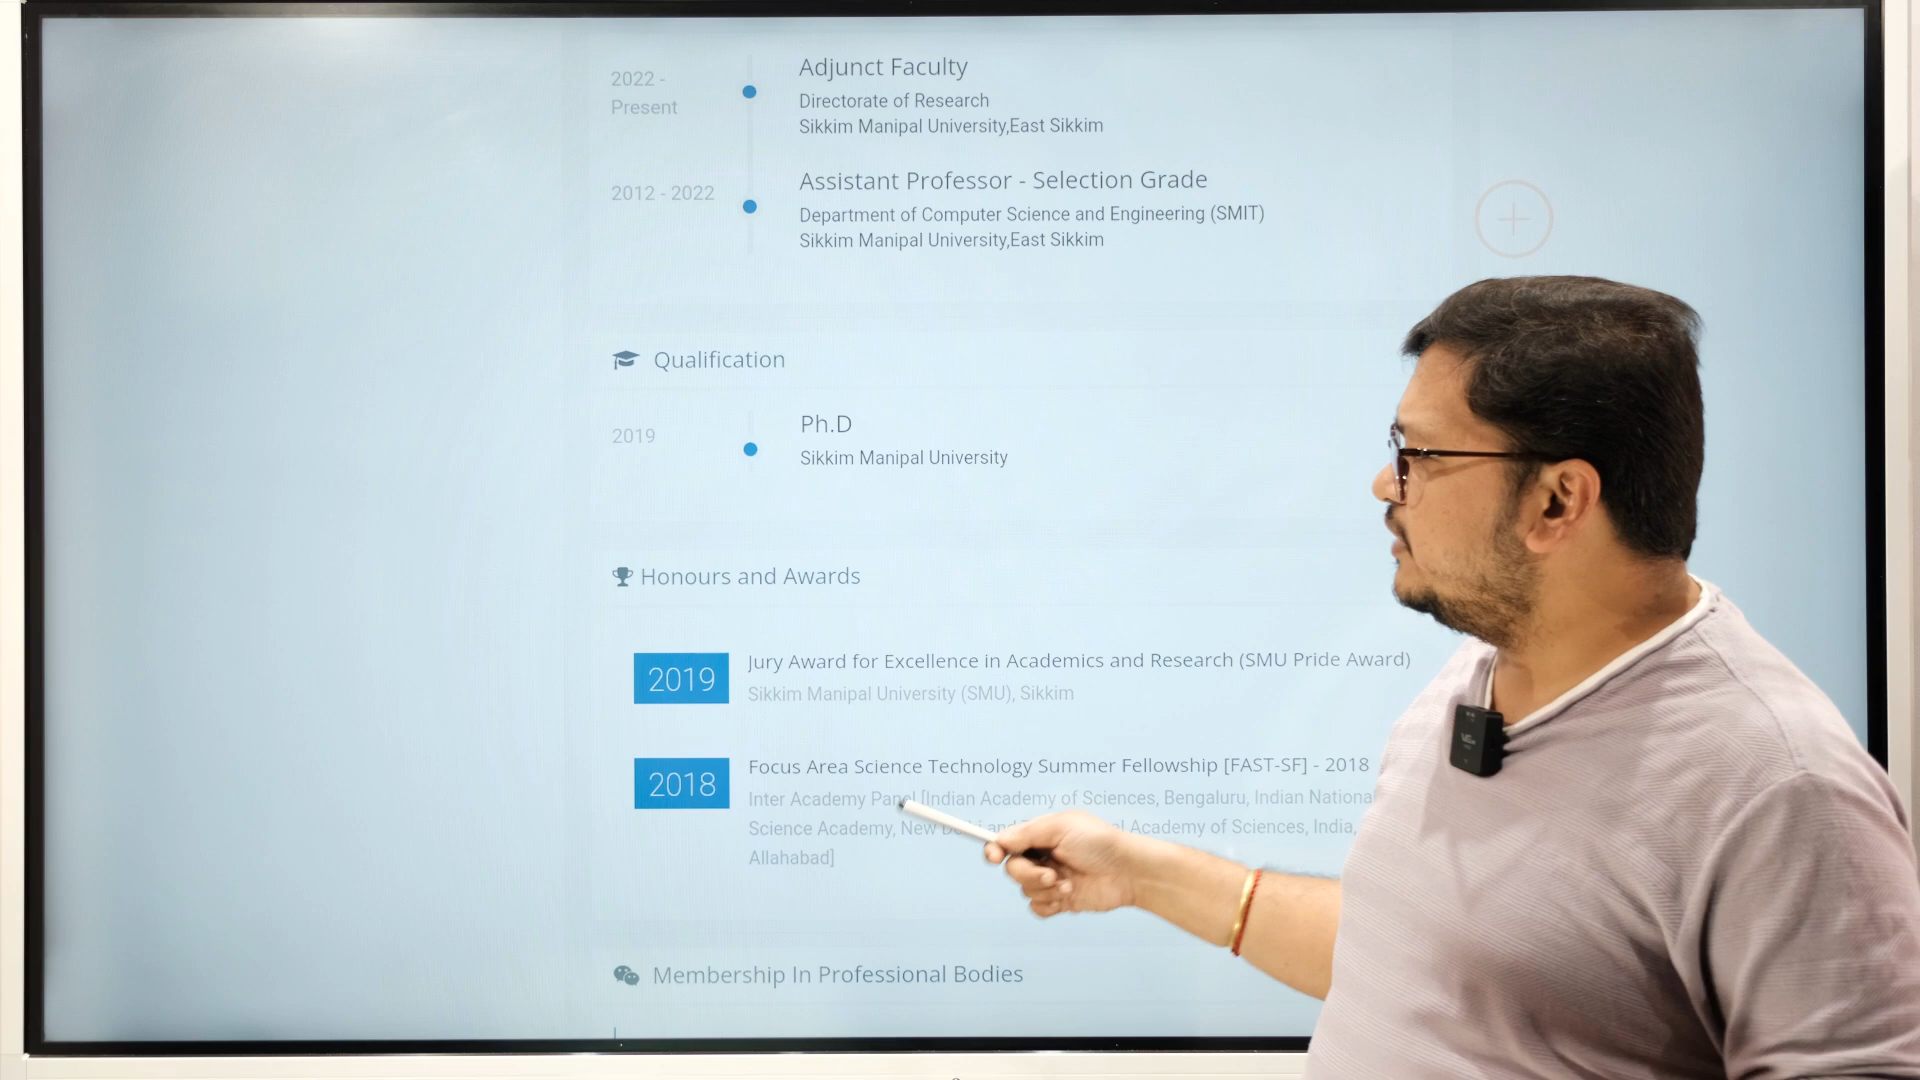 2022 -
Present
Adjunct Faculty
Directorate of Research
Sikkim Manipal University,East Sikkim
2012 - 2022
Assistant Professor - Selection Grade
Department of Computer Science and Engineering (SMIT)
Sikkim Manipal University,East Sikkim
Qualification
2019
Ph.D
Sikkim Manipal University
Honours and Awards
2019
Jury Award for Excellence in Academics and Research (SMU Pride Award)
Sikkim Manipal University (SMU), Sikkim
2018
Focus Area Science Technology Summer Fellowship [FAST-SF] - 2018
Inter Academy Panel [Indian Academy of Sciences, Bengaluru, Indian National
Science Academy, New Delhi and Academy of Sciences, India,
Allahabad]
Membership In Professional Bodies